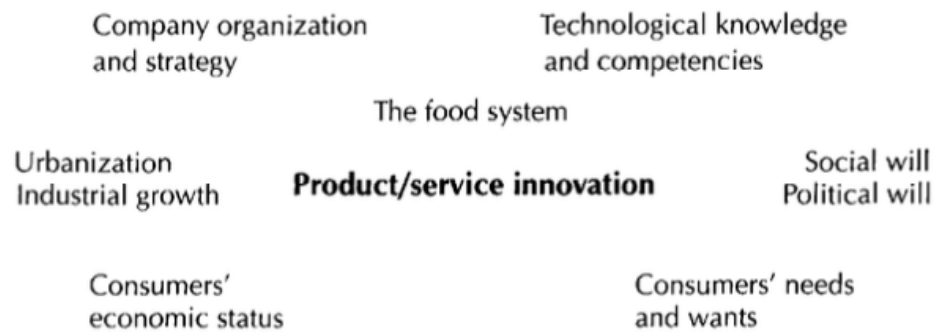 Company organization
and strategy
Technological knowledge
and competencies
The food system
Urbanization
Industrial growth
Product/service innovation
Social will
Political will
Consumers'
economic status
Consumers' needs
and wants